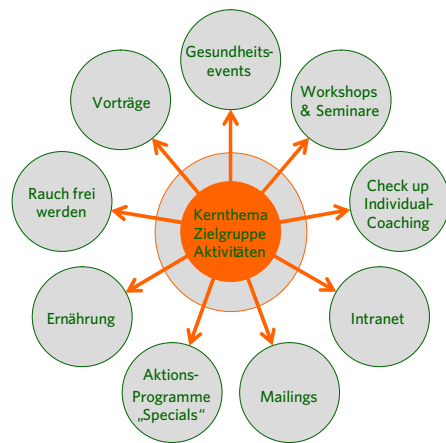 Gesundheits-
events
Workshops
& Seminare
Check up
Individual-
Coaching
Intranet
Mailings
Aktions-
Programme
„Specials“
Ernährung
Rauch frei
werden
Vorträge
Kernthema
Zielgruppe
Aktivitäten